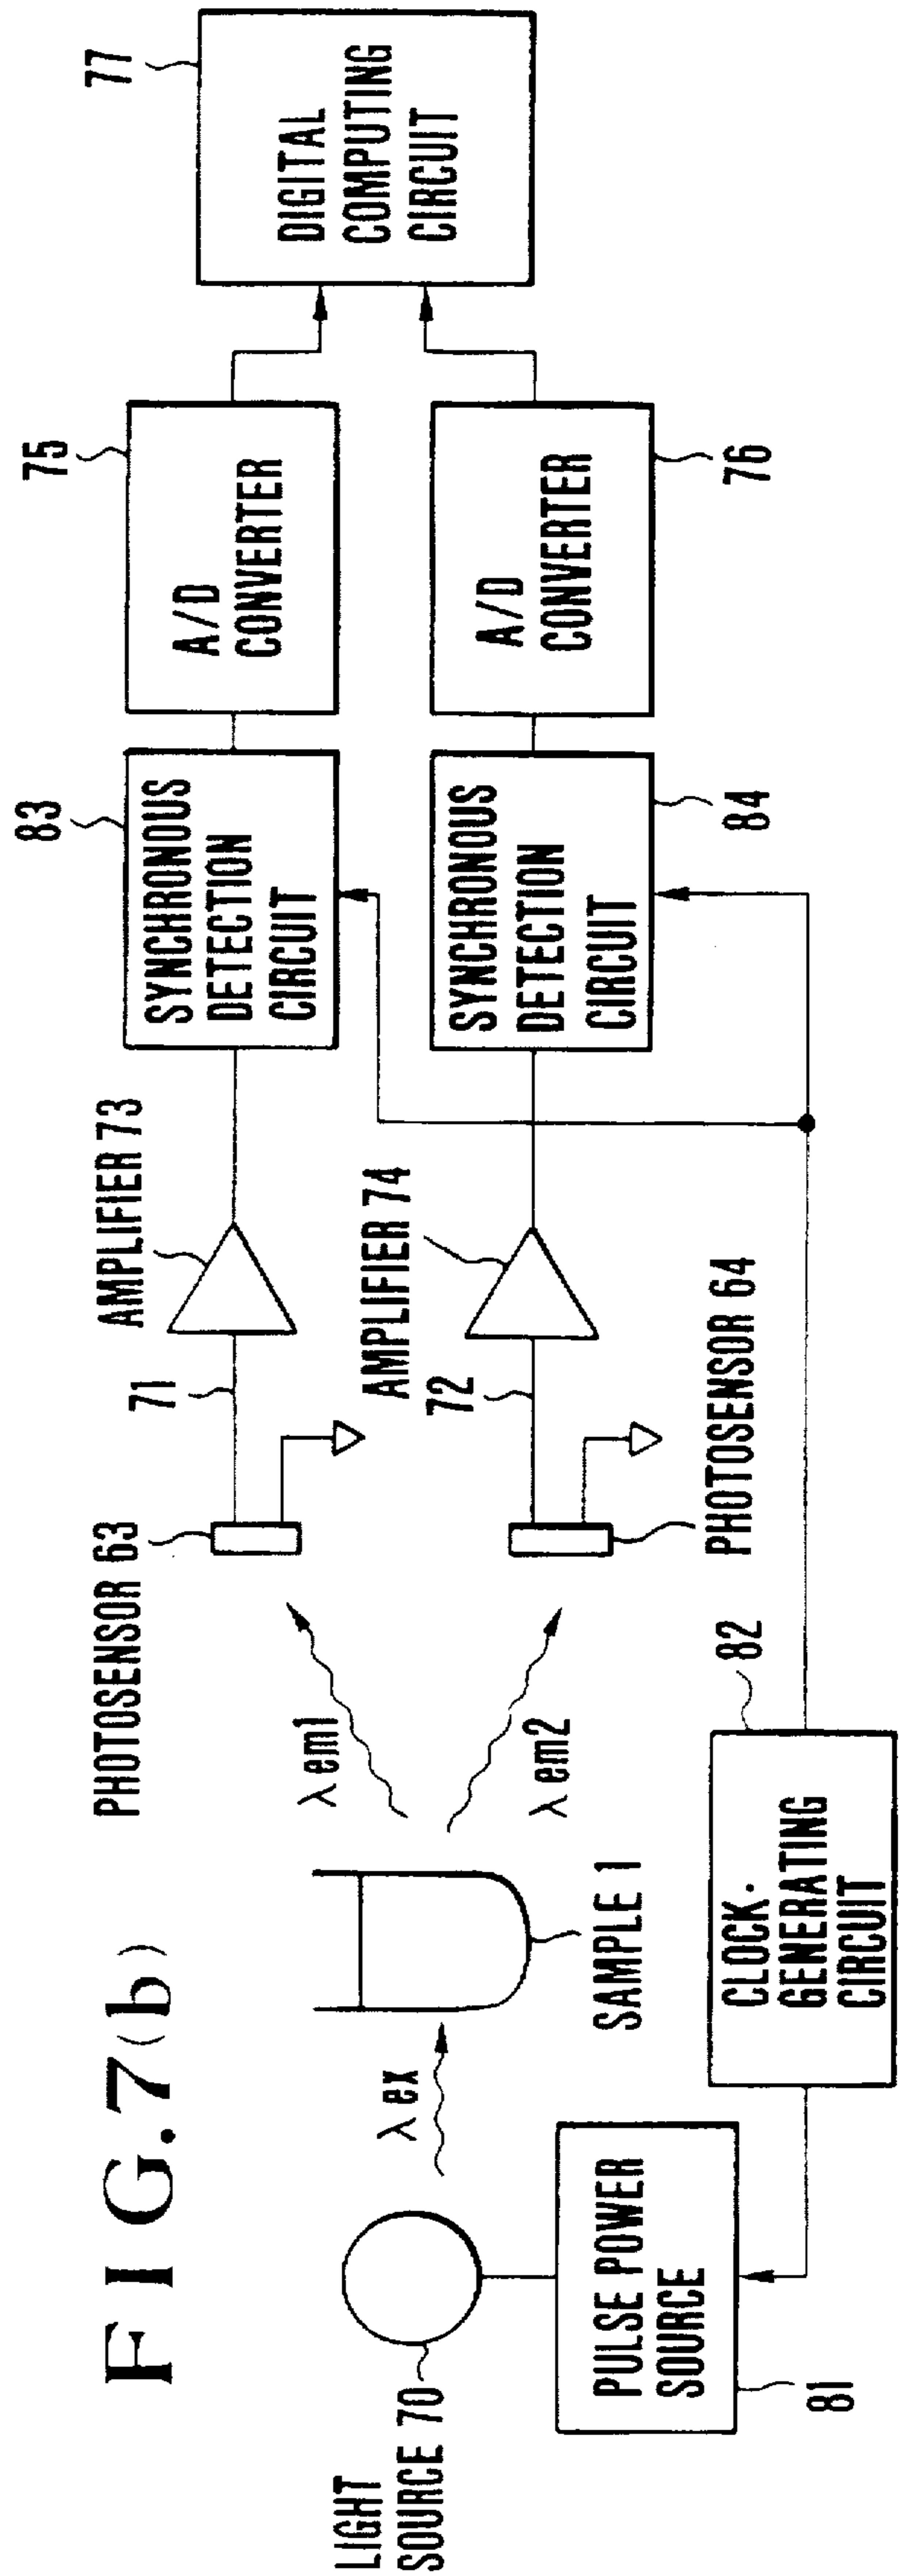 FIG.7(b)
LIGHT
SOURCE 70
λex
SAMPLE 1
PULSE POWER
SOURCE
81
CLOCK-
GENERATING
CIRCUIT
82
λem1
λem2
PHOTOSENSOR 63
PHOTOSENSOR 64
71
72
AMPLIFIER 73
AMPLIFIER 74
83
SYNCHRONOUS
DETECTION
CIRCUIT
SYNCHRONOUS
DETECTION
CIRCUIT
84
75
A/D
CONVERTER
A/D
CONVERTER
76
77
DIGITAL
COMPUTING
CIRCUIT